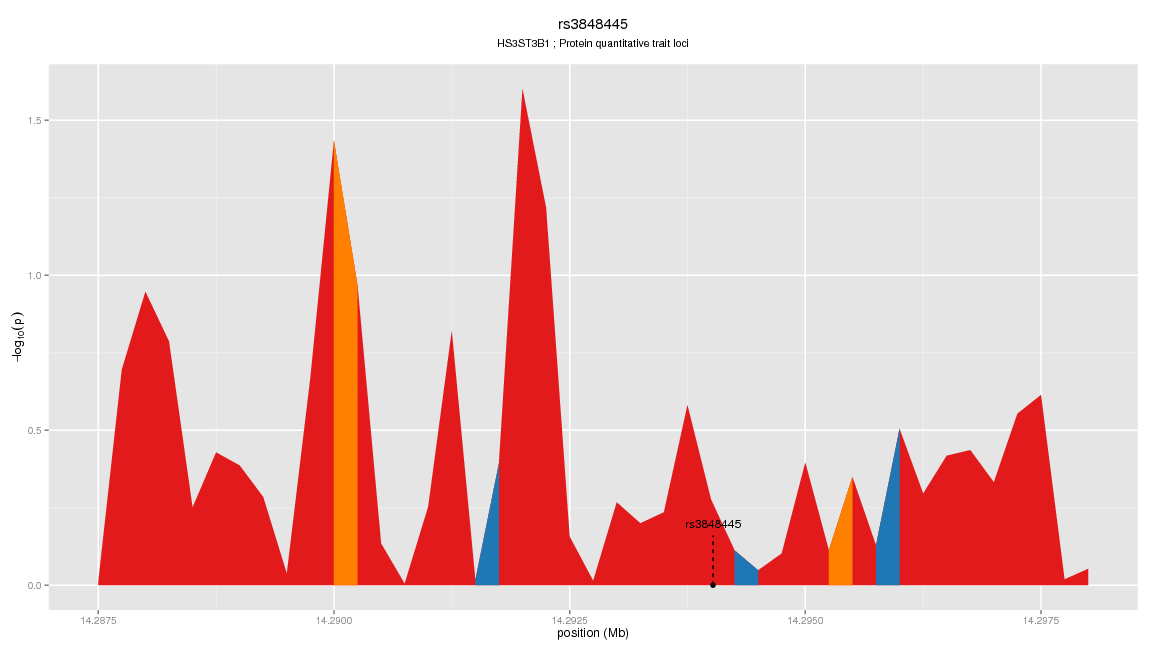 rs3848445
HS3ST3B1 ; Protein quantitative trait loci
1.5
1.0
0.5
0.0
−log10(p)
rs3848445
14.2875
14.2900
14.2925
14.2950
14.2975
position (Mb)